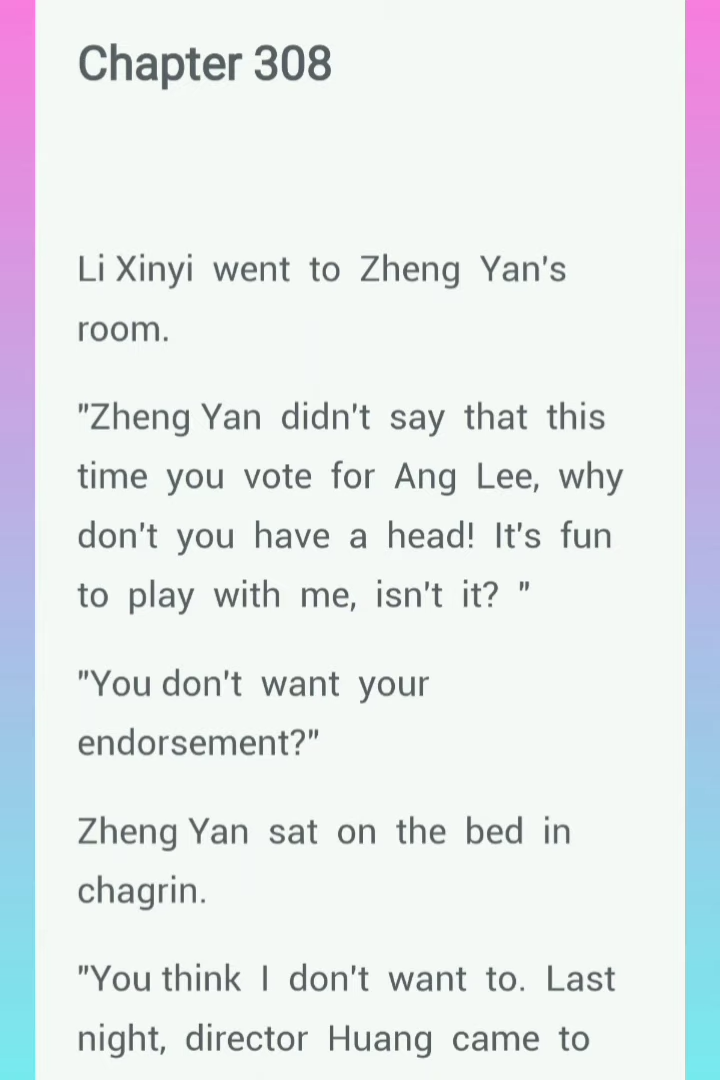 Chapter 308
Li Xinyi went to Zheng Yan's
room.
"Zheng Yan didn't say that this
time you vote for Ang Lee, why
don't you have a head! It's fun
to play with me, isn't it? "
"You don't want your
endorsement?"
Zheng Yan sat on the bed in
chagrin.
"You think I don't want to. Last
night, director Huang came to